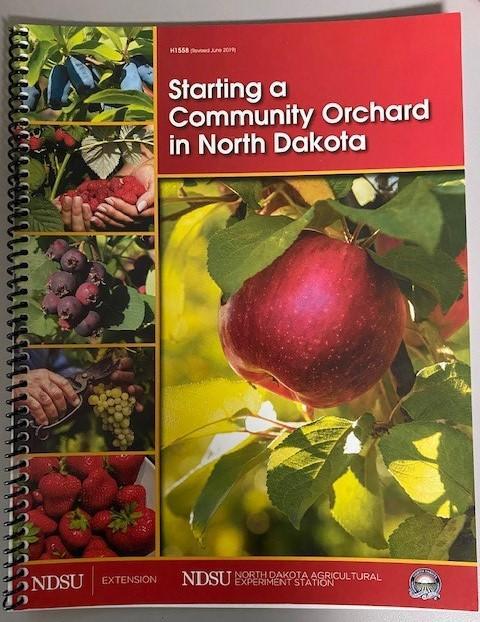 H1558 (Revised June 2019)
Starting a
Community Orchard
in North Dakota
NDSU EXTENSION
NDSU NORTH DAKOTA AGRICULTURAL
EXPERIMENT STATION